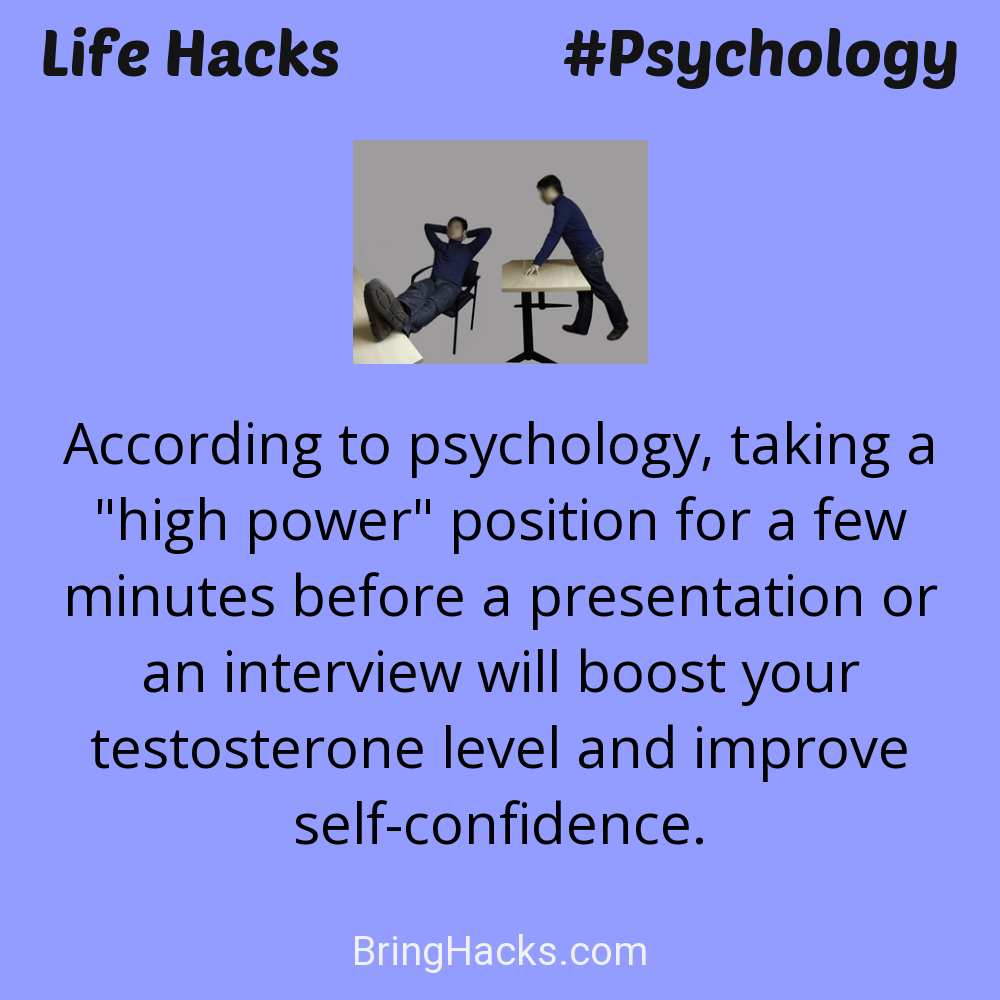 Life Hacks #Psychology
According to psychology, taking a
"high power" position for a few
minutes before a presentation or
an interview will boost your
testosterone level and improve
self-confidence.
BringHacks.com